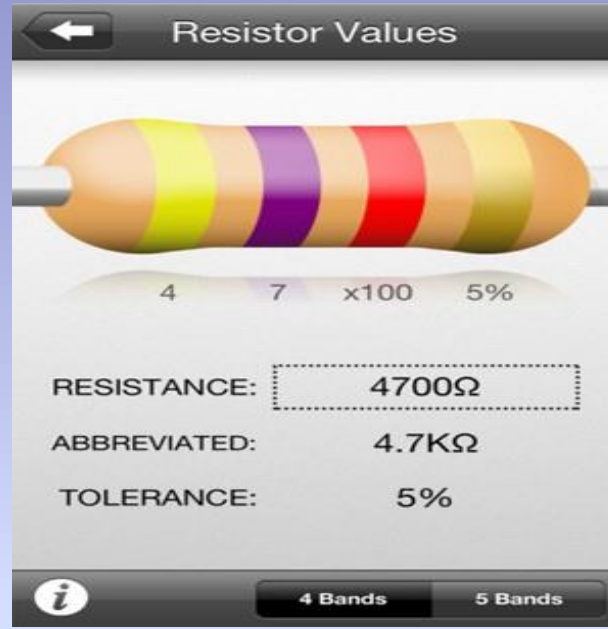 Resistor Values
4 7 x100 5%
RESISTANCE: 4700Ω
ABBREVIATED: 4.7KΩ
TOLERANCE: 5%
i 4 Bands 5 Bands